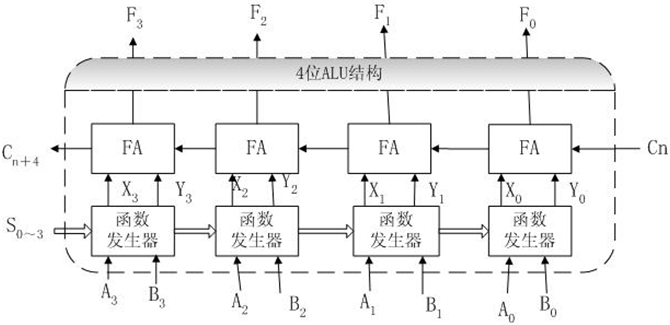 F3 F2 F1 F0
4位ALU结构
FA FA FA FA
Cn+4 Cn
X3 Y3 X2 Y2 X1 Y1 X0 Y0
S0~3
函数 函数 函数 函数
发生器 发生器 发生器 发生器
A3 B3 A2 B2 A1 B1 A0 B0